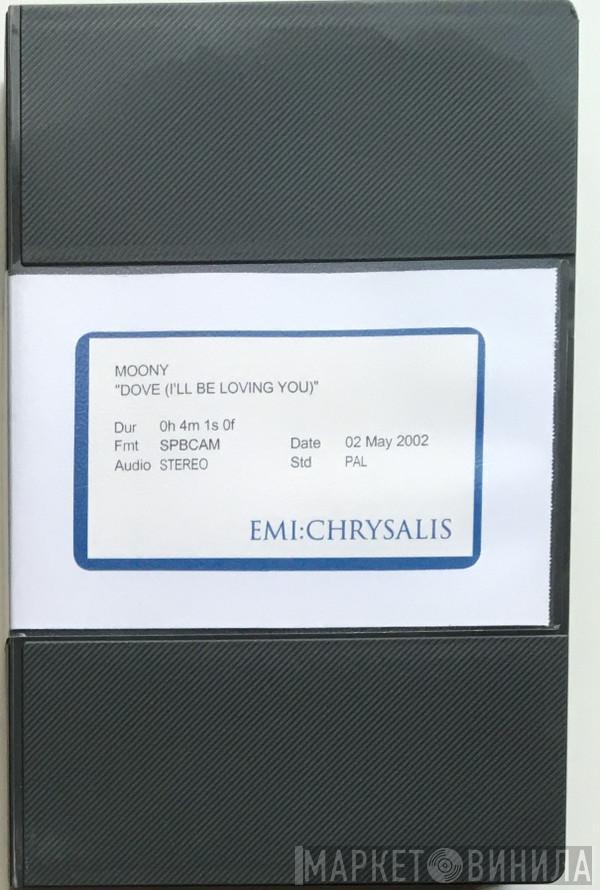 MOONY
"DOVE (I'LL BE LOVING YOU)"
Dur 0h 4m 1s 0f
Fmt SPBCAM Date 02 May 2002
Audio STEREO Std PAL
EMI:CHRYSALIS
МАРКЕТ ВИНИЛА